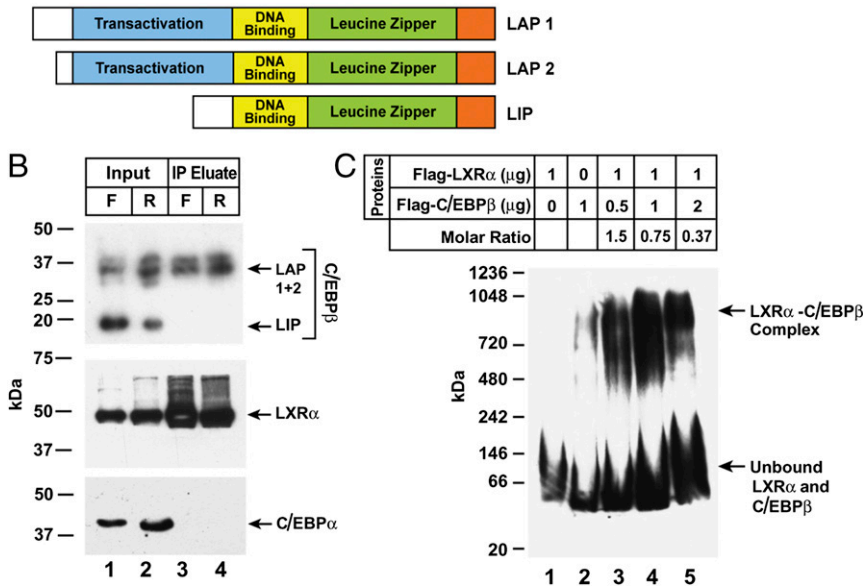 Transactivation DNA Binding Leucine Zipper LAP 1
Transactivation DNA Binding Leucine Zipper LAP 2
DNA Binding Leucine Zipper LIP
B
Input IP Eluate
F R F R
50
37
25
20
LAP 1+2
LIP
C/EBPβ
75
50
37
LXRα
50
37
C/EBPα
kDa
1 2 3 4
C
Proteins
Flag-LXRα (μg) 1 0 1 1 1
Flag-C/EBPβ (μg) 0 1 0.5 1 2
Molar Ratio 1.5 0.75 0.37
1236
1048
720
480
242
146
66
20
kDa
LXRα -C/EBPβ
Complex
Unbound
LXRα and
C/EBPβ
1 2 3 4 5